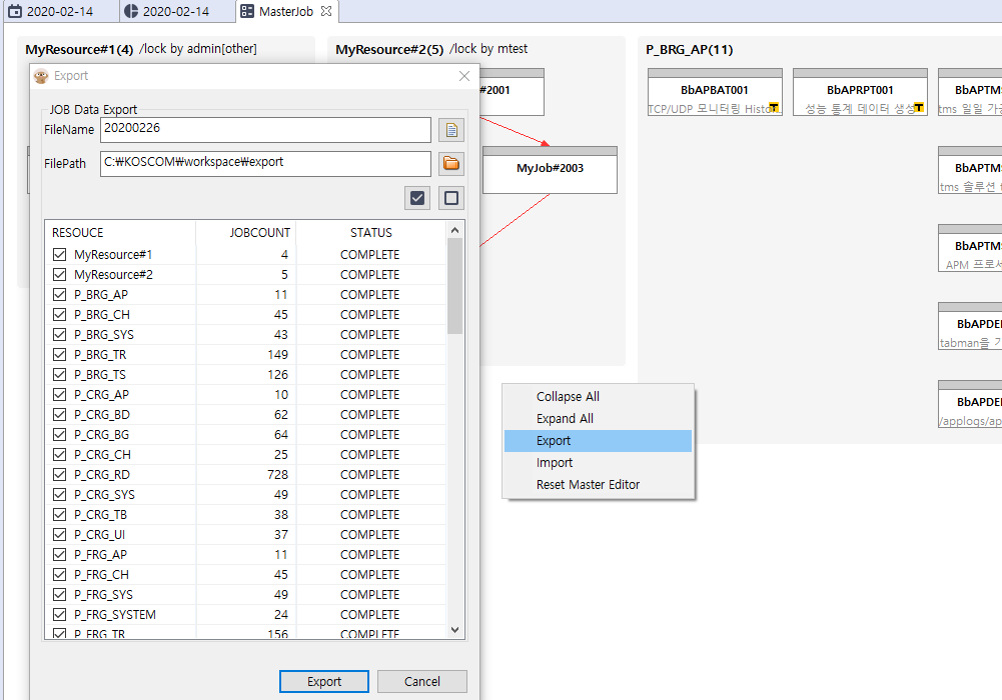 2020-02-14
2020-02-14
MasterJob
MyResource#1(4) /lock by admin[other]
MyResource#2(5) /lock by mtest
P_BRG_AP(11)
Export
JOB Data Export
FileName 20200226
FilePath C:₩KOSCOM₩workspace₩export
RESOUCE JOBCOUNT STATUS
MyResource#1 4 COMPLETE
MyResource#2 5 COMPLETE
P_BRG_AP 11 COMPLETE
P_BRG_CH 45 COMPLETE
P_BRG_SYS 43 COMPLETE
P_BRG_TR 149 COMPLETE
P_BRG_TS 126 COMPLETE
P_CRG_AP 10 COMPLETE
P_CRG_BD 62 COMPLETE
P_CRG_BG 64 COMPLETE
P_CRG_CH 25 COMPLETE
P_CRG_RD 728 COMPLETE
P_CRG_SYS 49 COMPLETE
P_CRG_TB 38 COMPLETE
P_CRG_UI 37 COMPLETE
P_FRG_AP 11 COMPLETE
P_FRG_CH 45 COMPLETE
P_FRG_SYS 49 COMPLETE
P_FRG_SYSTEM 24 COMPLETE
P_FRG_TR 156 COMPLETE
Export Cancel
#2001
MyJob#2003
Collapse All
Expand All
Export
Import
Reset Master Editor
BbAPBAT001
TCP/UDP 모니터링 Histo
T
BbAPRPT001
성능 통계 데이터 생성
T
BbAPTM
tms 일일 가공
BbAPTM
tms 솔루션
BbAPTM
APM 프로세
BbAPDE
tabman을
BbAPDE
/applogs/ap